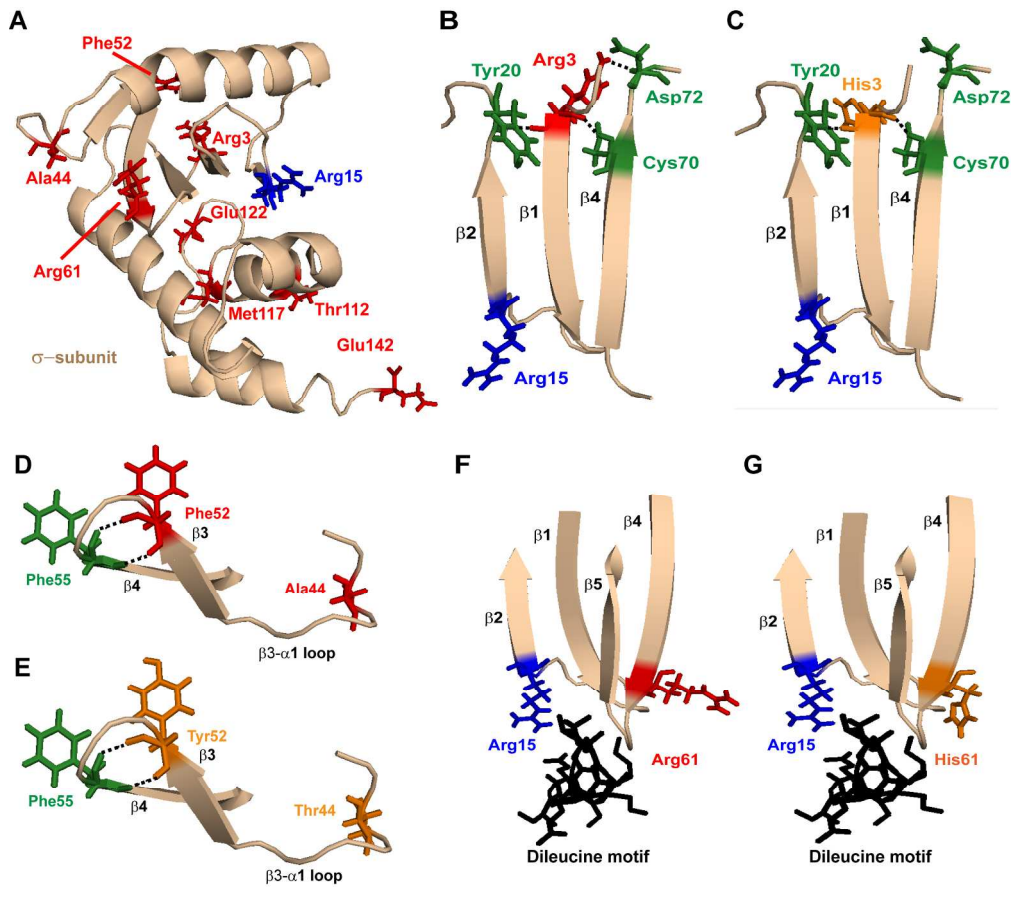 A
Phe52
Arg3
Ala44
Arg15
Glu122
Arg61
Met117
Thr112
Glu142
σ−subunit
B
Arg3
Tyr20
Asp72
Cys70
β1
β4
β2
Arg15
C
Tyr20
His3
Asp72
Cys70
β1
β4
β2
Arg15
D
Phe52
β3
Phe55
β4
Ala44
β3-α1 loop
E
Tyr52
β3
Phe55
β4
Thr44
β3-α1 loop
F
β4
β1
β5
β2
Arg15
Arg61
Dileucine motif
G
β4
β1
β5
β2
Arg15
His61
Dileucine motif